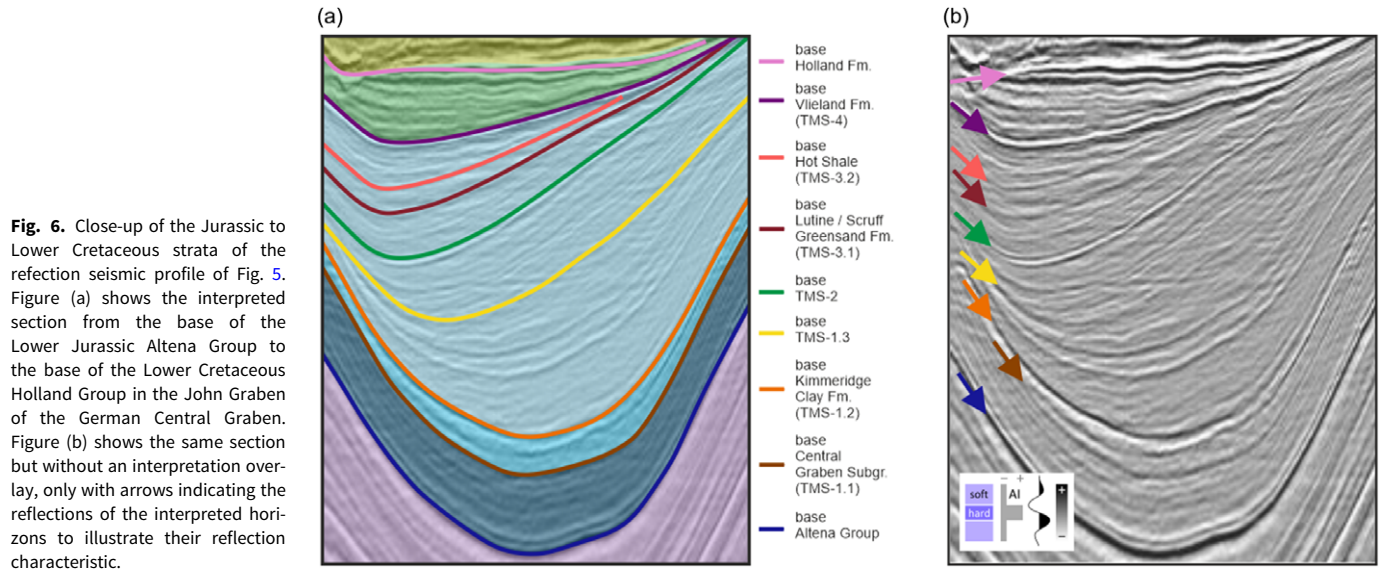 Fig. 6. Close-up of the Jurassic to
Lower Cretaceous strata of the
refection seismic profile of Fig. 5.
Figure (a) shows the interpreted
section from the base of the
Lower Jurassic Altena Group to
the base of the Lower Cretaceous
Holland Group in the John Graben
of the German Central Graben.
Figure (b) shows the same section
but without an interpretation over-
lay, only with arrows indicating the
reflections of the interpreted hori-
zons to illustrate their reflection
characteristic.
(a)
base
Holland Fm.
base
Vlieland Fm.
(TMS-4)
base
Hot Shale
(TMS-3.2)
base
Lutine / Scruff
Greensand Fm.
(TMS-3.1)
base
TMS-2
base
TMS-1.3
base
Kimmeridge
Clay Fm.
(TMS-1.2)
base
Central
Graben Subgr.
(TMS-1.1)
base
Altena Group
(b)
soft
hard
− +
AI
+
−